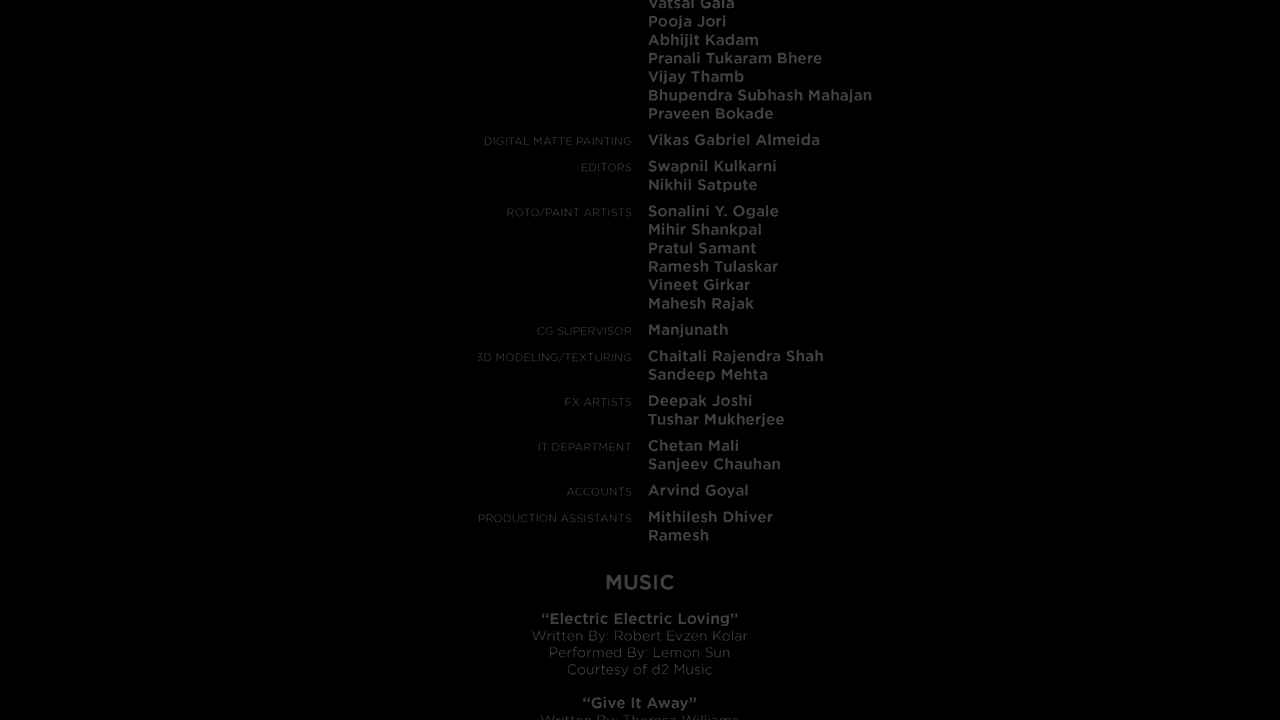 Vatsal Gala
Pooja Jori
Abhijit Kadam
Pranali Tukaram Bhere
Vijay Thamb
Bhupendra Subhash Mahajan
Praveen Bokade
DIGITAL MATTE PAINTING Vikas Gabriel Almeida
EDITORS Swapnil Kulkarni
Nikhil Satpute
ROTO/PAINT ARTISTS Sonalini Y. Ogale
Mihir Shankpal
Pratul Samant
Ramesh Tulaskar
Vineet Girkar
Mahesh Rajak
CG SUPERVISOR Manjunath
3D MODELING/TEXTURING Chaitali Rajendra Shah
Sandeep Mehta
FX ARTISTS Deepak Joshi
Tushar Mukherjee
IT DEPARTMENT Chetan Mali
Sanjeev Chauhan
ACCOUNTS Arvind Goyal
PRODUCTION ASSISTANTS Mithilesh Dhiver
Ramesh
MUSIC
“Electric Electric Loving”
Written By: Robert Evzen Kolar
Performed By: Lemon Sun
Courtesy of d2 Music
“Give It Away”
Written By: Theresa Williams